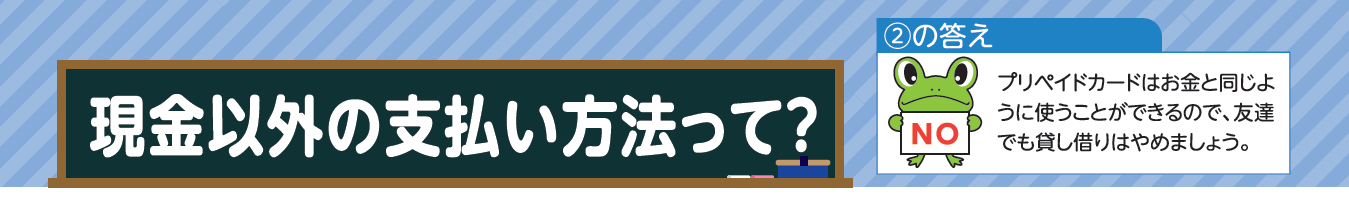 現金以外の支払い方法って?
②の答え
プリペイドカードはお金と同じよ
うに使うことができるので、友達
でも貸し借りはやめましょう。
NO